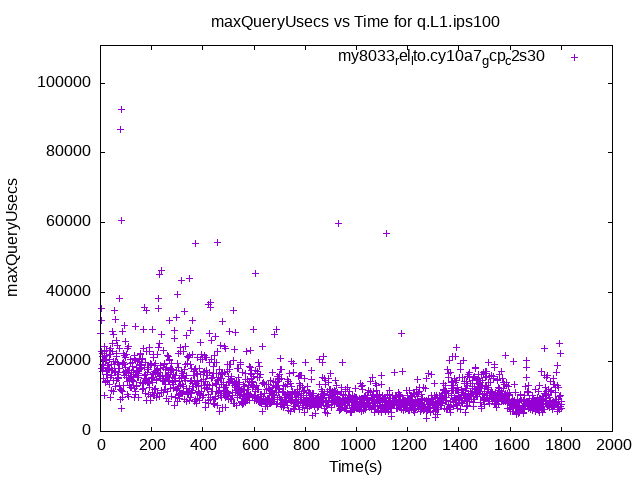 maxQueryUsecs vs Time for q.L1.ips100
my8033_rel_lto.cy10a7_gcp_c2s30
100000
80000
60000
40000
20000
0
maxQueryUsecs
0 200 400 600 800 1000 1200 1400 1600 1800 2000
Time(s)